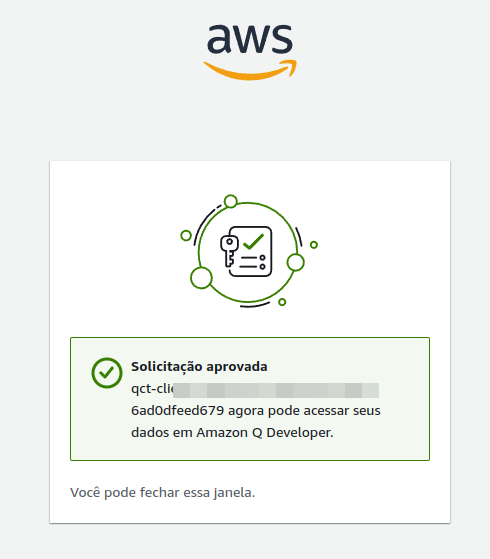 aws
Solicitação aprovada
qct-clie
6ad0dfeed679 agora pode acessar seus
dados em Amazon Q Developer.
Você pode fechar essa janela.